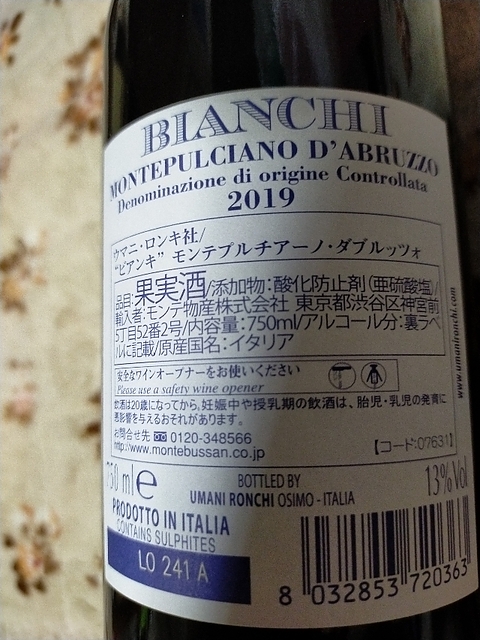 BIANCHI
MONTEPULCIANO D'ABRUZZO
"Denominazione di origine Controllata
2019
ウマニ・ロンキ社/
"ビアンキ" モンテプルチアーノ・ダブルッツォ
品目:果実酒/添加物:酸化防止剤(亜硫酸塩)/
輸入者:モンテ物産株式会社 東京都渋谷区神宮前
5丁目52番2号/内容量:750ml/アルコール分:裏ラベ
ルに記載/原産国名:イタリア
安全なワインオープナーをお使いください
Please use a safety wine opener
飲酒は20歳になってから。妊娠中や授乳期の飲酒は、胎児・乳児の発育に
悪影響を与えるおそれがあります。
お問合せ先 0120-348566
http://www.montebussan.co.jp
【コード:07631】
www.umanironchi.com
750 ml e
BOTTLED BY
UMANI RONCHI OSIMO - ITALIA
13% Vol
PRODOTTO IN ITALIA
CONTAINS SULPHITES
LO 241 A
8 032853 720363